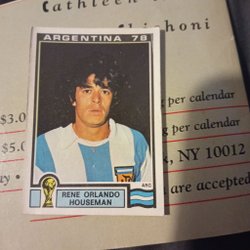 Cathleen
Chichoni
ARGENTINA 78
$3.0
g per calendar
$5.0
g per calendar
k, NY 10012
ARG
RENE ORLANDO
HOUSEMAN
are accepted